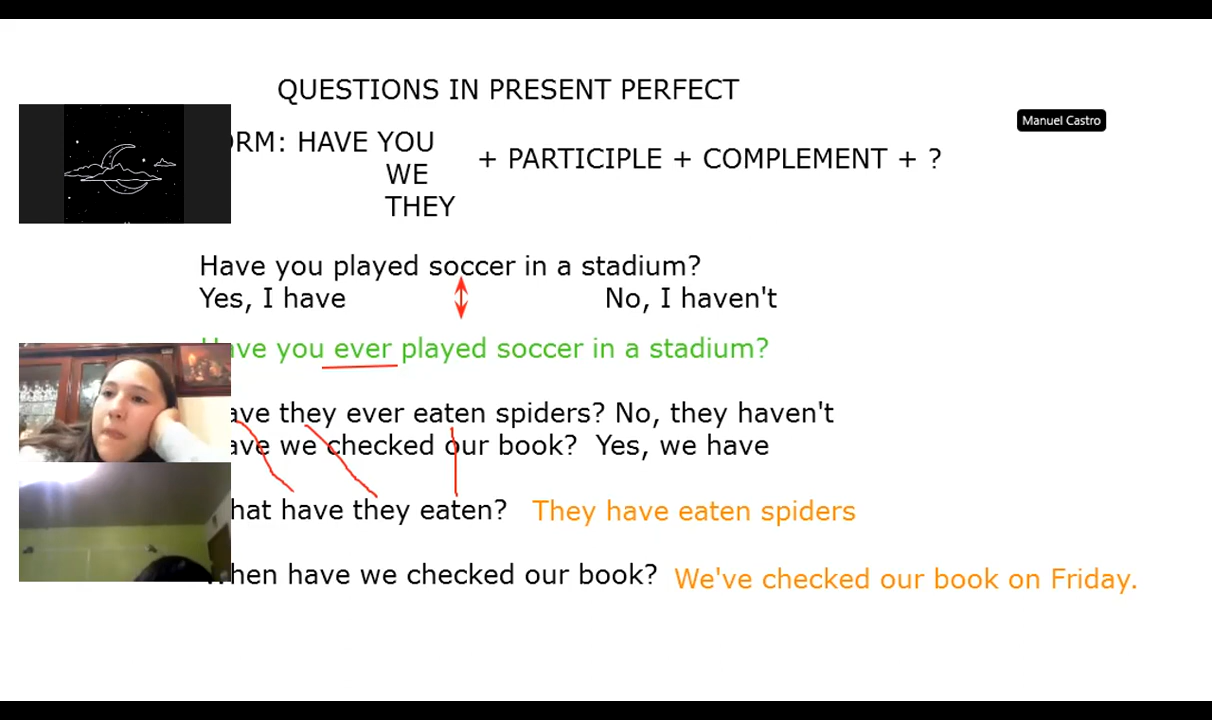 QUESTIONS IN PRESENT PERFECT
Manuel Castro
ORM: HAVE YOU
WE
THEY
+ PARTICIPLE + COMPLEMENT + ?
Have you played soccer in a stadium?
Yes, I have No, I haven't
Have you ever played soccer in a stadium?
ave they ever eaten spiders? No, they haven't
ave we checked our book? Yes, we have
hat have they eaten? They have eaten spiders
When have we checked our book? We've checked our book on Friday.